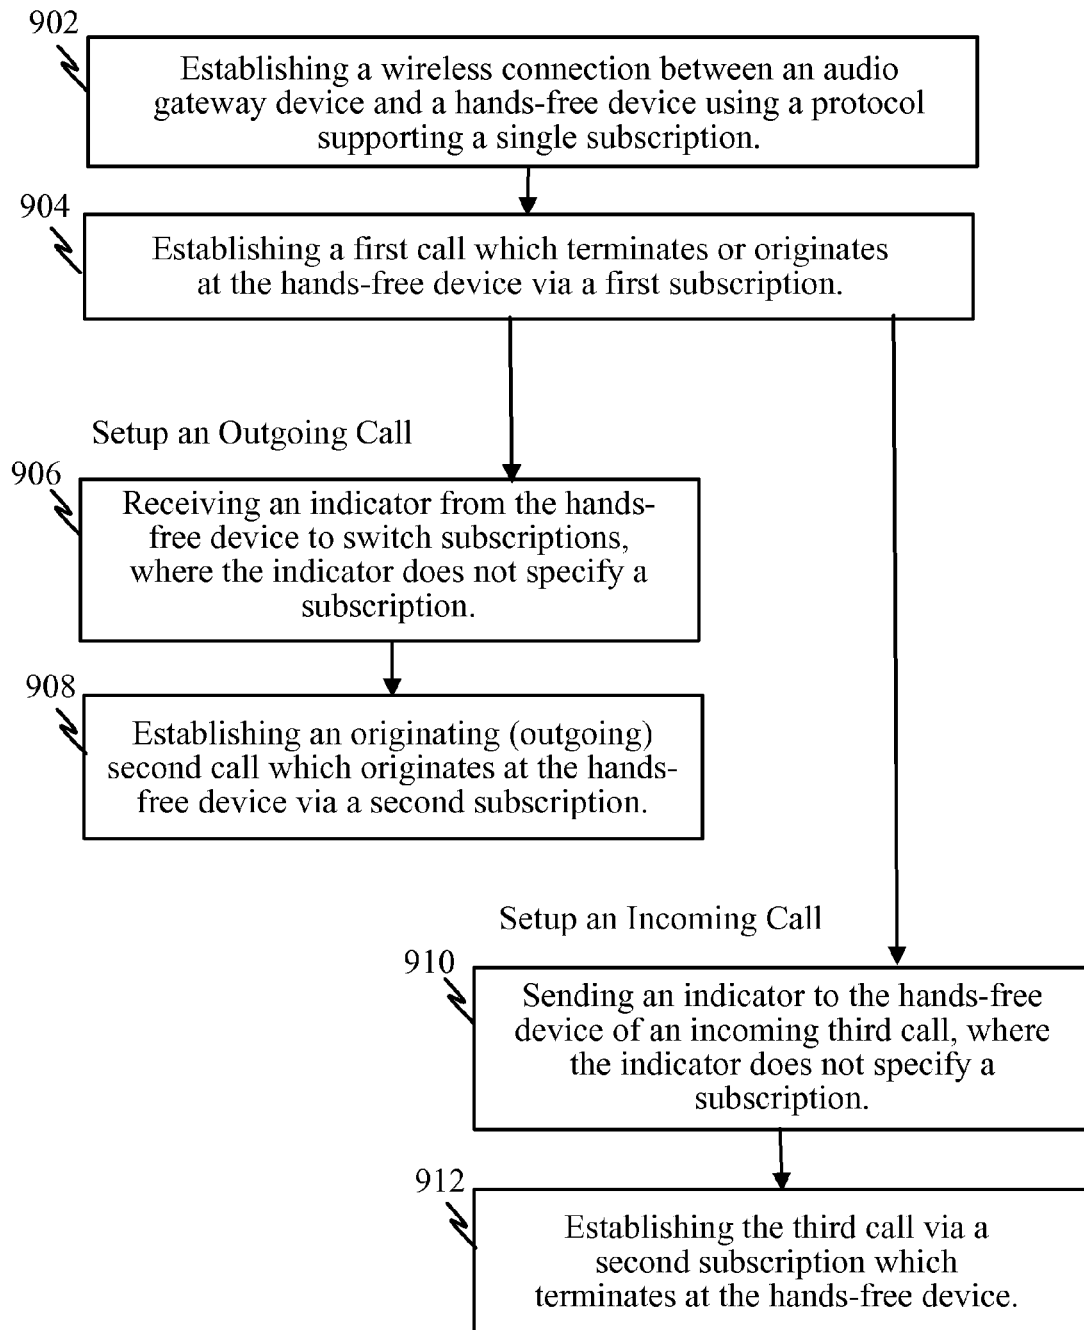 902
Establishing a wireless connection between an audio
gateway device and a hands-free device using a protocol
supporting a single subscription.
904
Establishing a first call which terminates or originates
at the hands-free device via a first subscription.
Setup an Outgoing Call
906
Receiving an indicator from the hands-
free device to switch subscriptions,
where the indicator does not specify a
subscription.
908
Establishing an originating (outgoing)
second call which originates at the hands-
free device via a second subscription.
Setup an Incoming Call
910
Sending an indicator to the hands-free
device of an incoming third call, where
the indicator does not specify a
subscription.
912
Establishing the third call via a
second subscription which
terminates at the hands-free device.